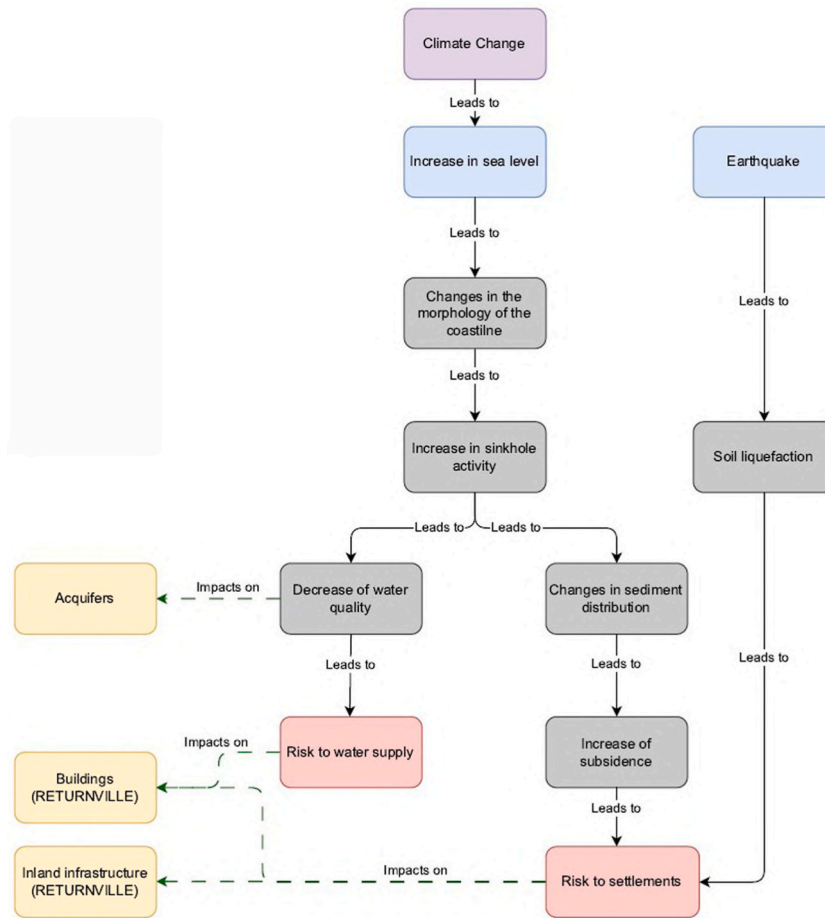 Climate Change
Leads to
Increase in sea level
Earthquake
Leads to
Changes in the
morphology of the
coastilne
Leads to
Leads to
Increase in sinkhole
activity
Soil liquefaction
Leads to
Leads to
Acquifers
Impacts on
Decrease of water
quality
Changes in sediment
distribution
Leads to
Leads to
Leads to
Buildings
(RETURNVILLE)
Impacts on
Risk to water supply
Increase of
subsidence
Leads to
Inland infrastructure
(RETURNVILLE)
Impacts on
Risk to settlements